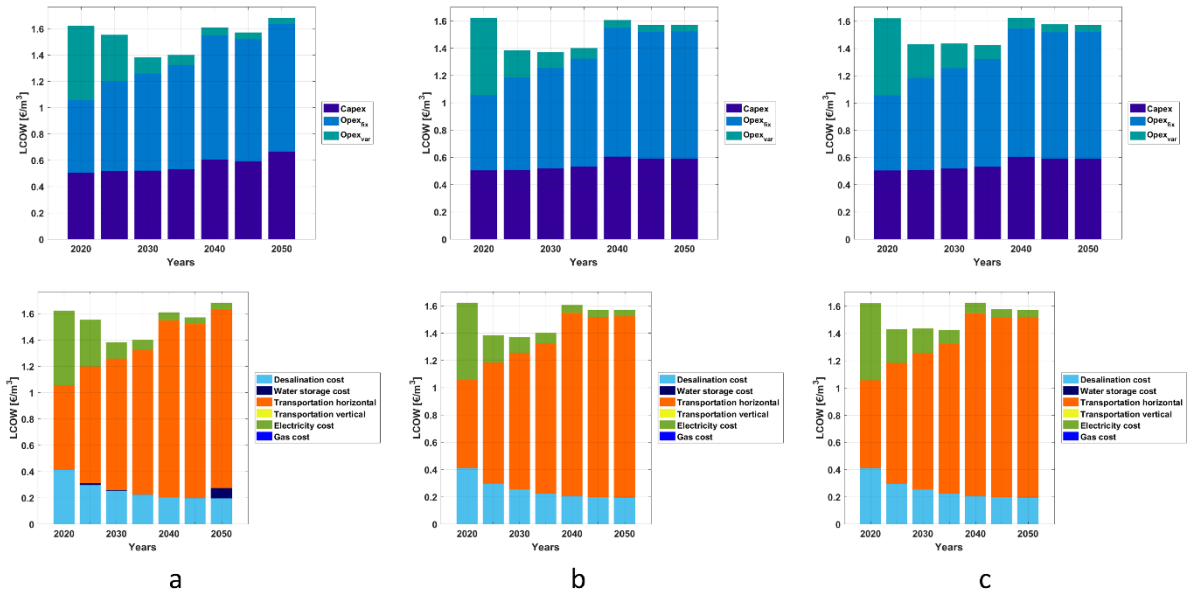 LCOW [€/m³]
1.6
1.4
1.2
1
0.8
0.6
0.4
0.2
0
2020 2030 2040 2050
Years
Capex
Opex_fix
Opex_var
LCOW [€/m³]
1.6
1.4
1.2
1
0.8
0.6
0.4
0.2
0
2020 2030 2040 2050
Years
Capex
Opex_fix
Opex_var
LCOW [€/m³]
1.6
1.4
1.2
1
0.8
0.6
0.4
0.2
0
2020 2030 2040 2050
Years
Capex
Opex_fix
Opex_var
LCOW [€/m³]
1.6
1.4
1.2
1
0.8
0.6
0.4
0.2
0
2020 2030 2040 2050
Years
Desalination cost
Water storage cost
Transportation horizontal
Transportation vertical
Electricity cost
Gas cost
LCOW [€/m³]
1.6
1.4
1.2
1
0.8
0.6
0.4
0.2
0
2020 2030 2040 2050
Years
Desalination cost
Water storage cost
Transportation horizontal
Transportation vertical
Electricity cost
Gas cost
LCOW [€/m³]
1.6
1.4
1.2
1
0.8
0.6
0.4
0.2
0
2020 2030 2040 2050
Years
Desalination cost
Water storage cost
Transportation horizontal
Transportation vertical
Electricity cost
Gas cost
a
b
c